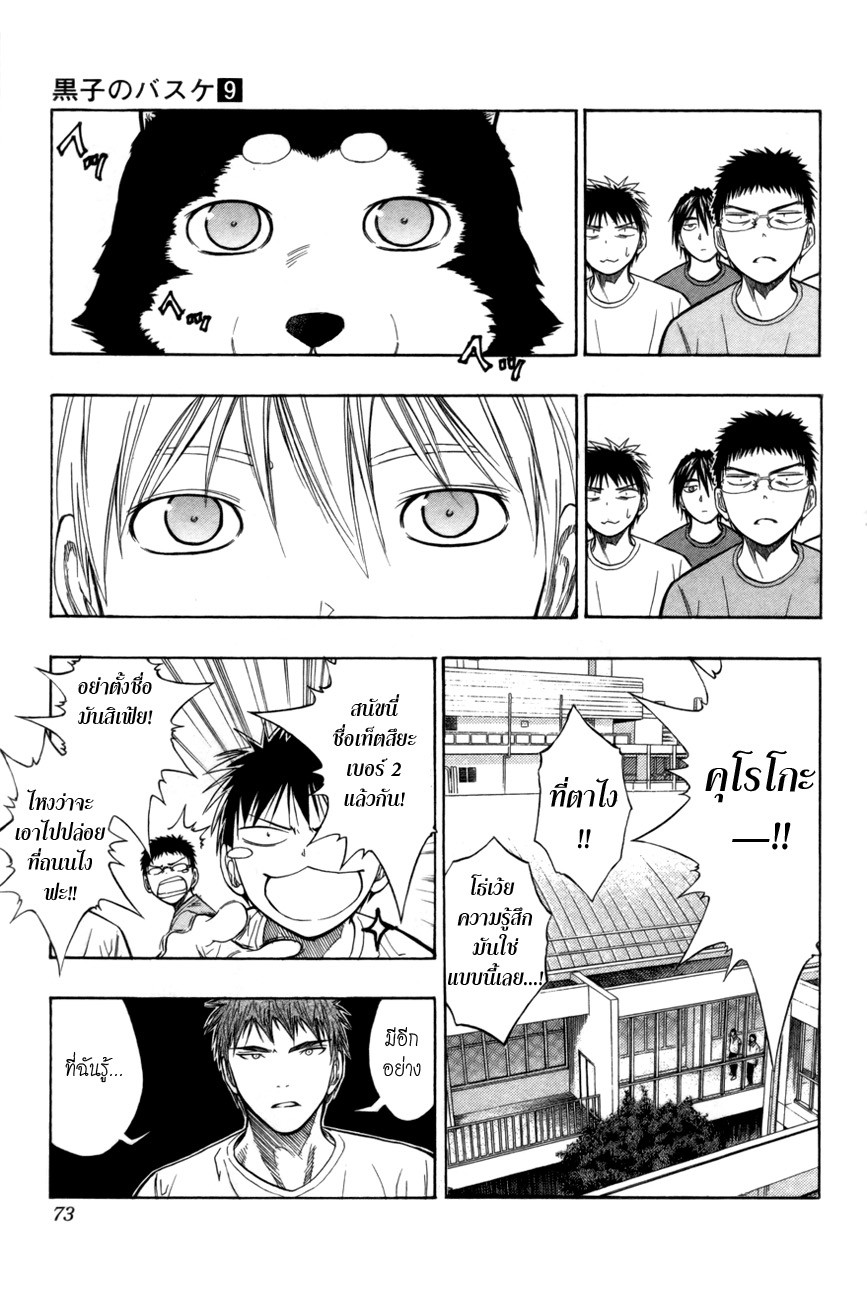 黒子のバスケ 9
ヘッ
ヘッ
ヘッ
คุโรโกะ
—!!
ที่ตาไง
!!
โธ่เว้ย
ความรู้สึก
มันใช่
แบบนี้เลย...!
สนัขนี่
ชื่อเท็ตสึยะ
เบอร์ 2
แล้วกัน!
อย่าตั้งชื่อ
มันสิเฟ้ย!
ไหงว่าจะ
เอาไปปล่อย
ที่ถนนไง
ฟะ!!
มีอีก
อย่าง
ที่ฉันรู้...
73